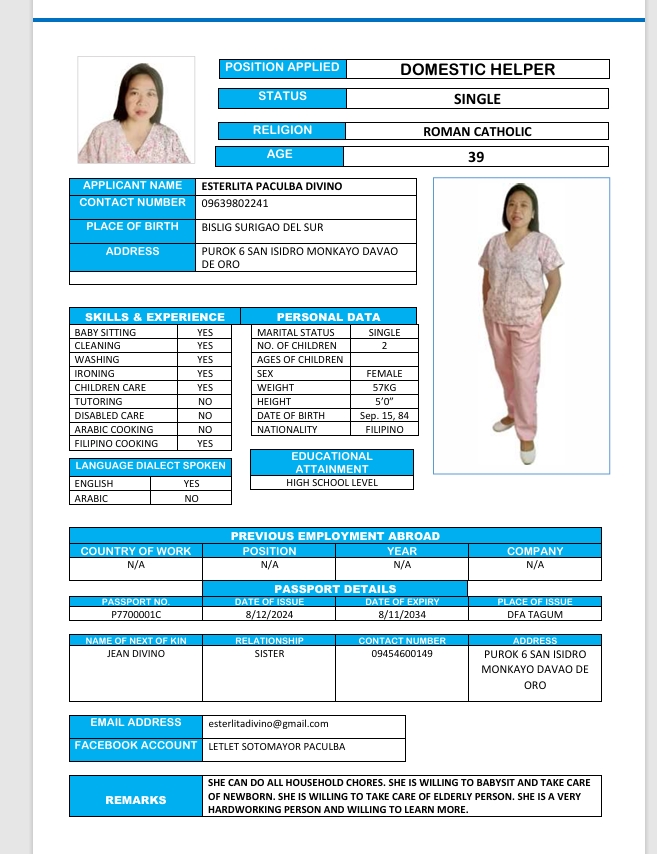 POSITION APPLIED DOMESTIC HELPER
STATUS SINGLE
RELIGION ROMAN CATHOLIC
AGE 39
APPLICANT NAME ESTERLITA PACULBA DIVINO
CONTACT NUMBER 09639802241
PLACE OF BIRTH BISLIG SURIGAO DEL SUR
ADDRESS PUROK 6 SAN ISIDRO MONKAYO DAVAO
DE ORO
SKILLS & EXPERIENCE PERSONAL DATA
BABY SITTING YES MARITAL STATUS SINGLE
CLEANING YES NO. OF CHILDREN 2
WASHING YES AGES OF CHILDREN
IRONING YES SEX FEMALE
CHILDREN CARE YES WEIGHT 57KG
TUTORING NO HEIGHT 5’0”
DISABLED CARE NO DATE OF BIRTH Sep. 15, 84
ARABIC COOKING NO NATIONALITY FILIPINO
FILIPINO COOKING YES
LANGUAGE DIALECT SPOKEN
ENGLISH YES
ARABIC NO
EDUCATIONAL
ATTAINMENT
HIGH SCHOOL LEVEL
PREVIOUS EMPLOYMENT ABROAD
COUNTRY OF WORK POSITION YEAR COMPANY
N/A N/A N/A N/A
PASSPORT DETAILS
PASSPORT NO. DATE OF ISSUE DATE OF EXPIRY PLACE OF ISSUE
P7700001C 8/12/2024 8/11/2034 DFA TAGUM
NAME OF NEXT OF KIN RELATIONSHIP CONTACT NUMBER ADDRESS
JEAN DIVINO SISTER 09454600149 PUROK 6 SAN ISIDRO
MONKAYO DAVAO DE
ORO
EMAIL ADDRESS esterlitadivino@gmail.com
FACEBOOK ACCOUNT LETLET SOTOMAYOR PACULBA
REMARKS
SHE CAN DO ALL HOUSEHOLD CHORES. SHE IS WILLING TO BABYSIT AND TAKE CARE
OF NEWBORN. SHE IS WILLING TO TAKE CARE OF ELDERLY PERSON. SHE IS A VERY
HARDWORKING PERSON AND WILLING TO LEARN MORE.